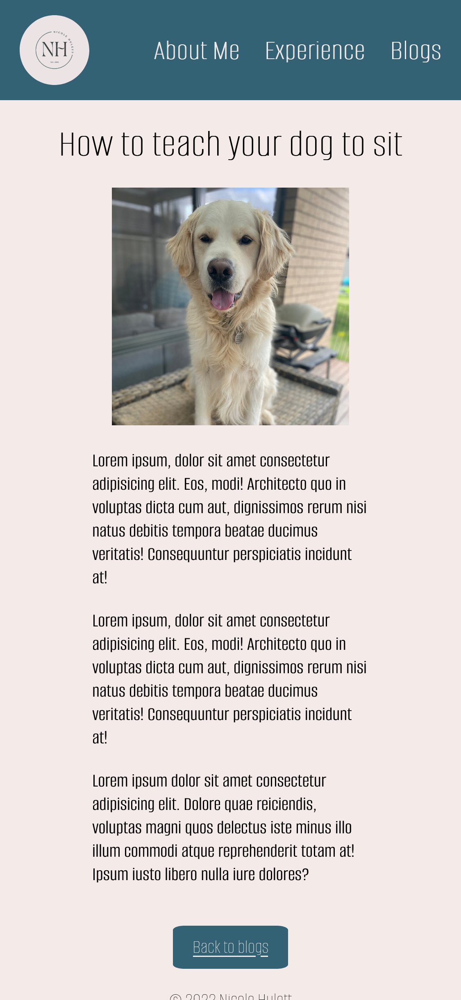 NICOLE HULETT
NH
About Me Experience Blogs
How to teach your dog to sit
Lorem ipsum, dolor sit amet consectetur
adipisicing elit. Eos, modi! Architecto quo in
voluptas dicta cum aut, dignissimos rerum nisi
natus debitis tempora beatae ducimus
veritatis! Consequuntur perspiciatis incidunt
at!
Lorem ipsum, dolor sit amet consectetur
adipisicing elit. Eos, modi! Architecto quo in
voluptas dicta cum aut, dignissimos rerum nisi
natus debitis tempora beatae ducimus
veritatis! Consequuntur perspiciatis incidunt
at!
Lorem ipsum dolor sit amet consectetur
adipisicing elit. Dolore quae reiciendis,
voluptas magni quos delectus iste minus illo
illum commodi atque reprehenderit totam at!
Ipsum iusto libero nulla iure dolores?
Back to blogs
© 2022 Nicole Hulett